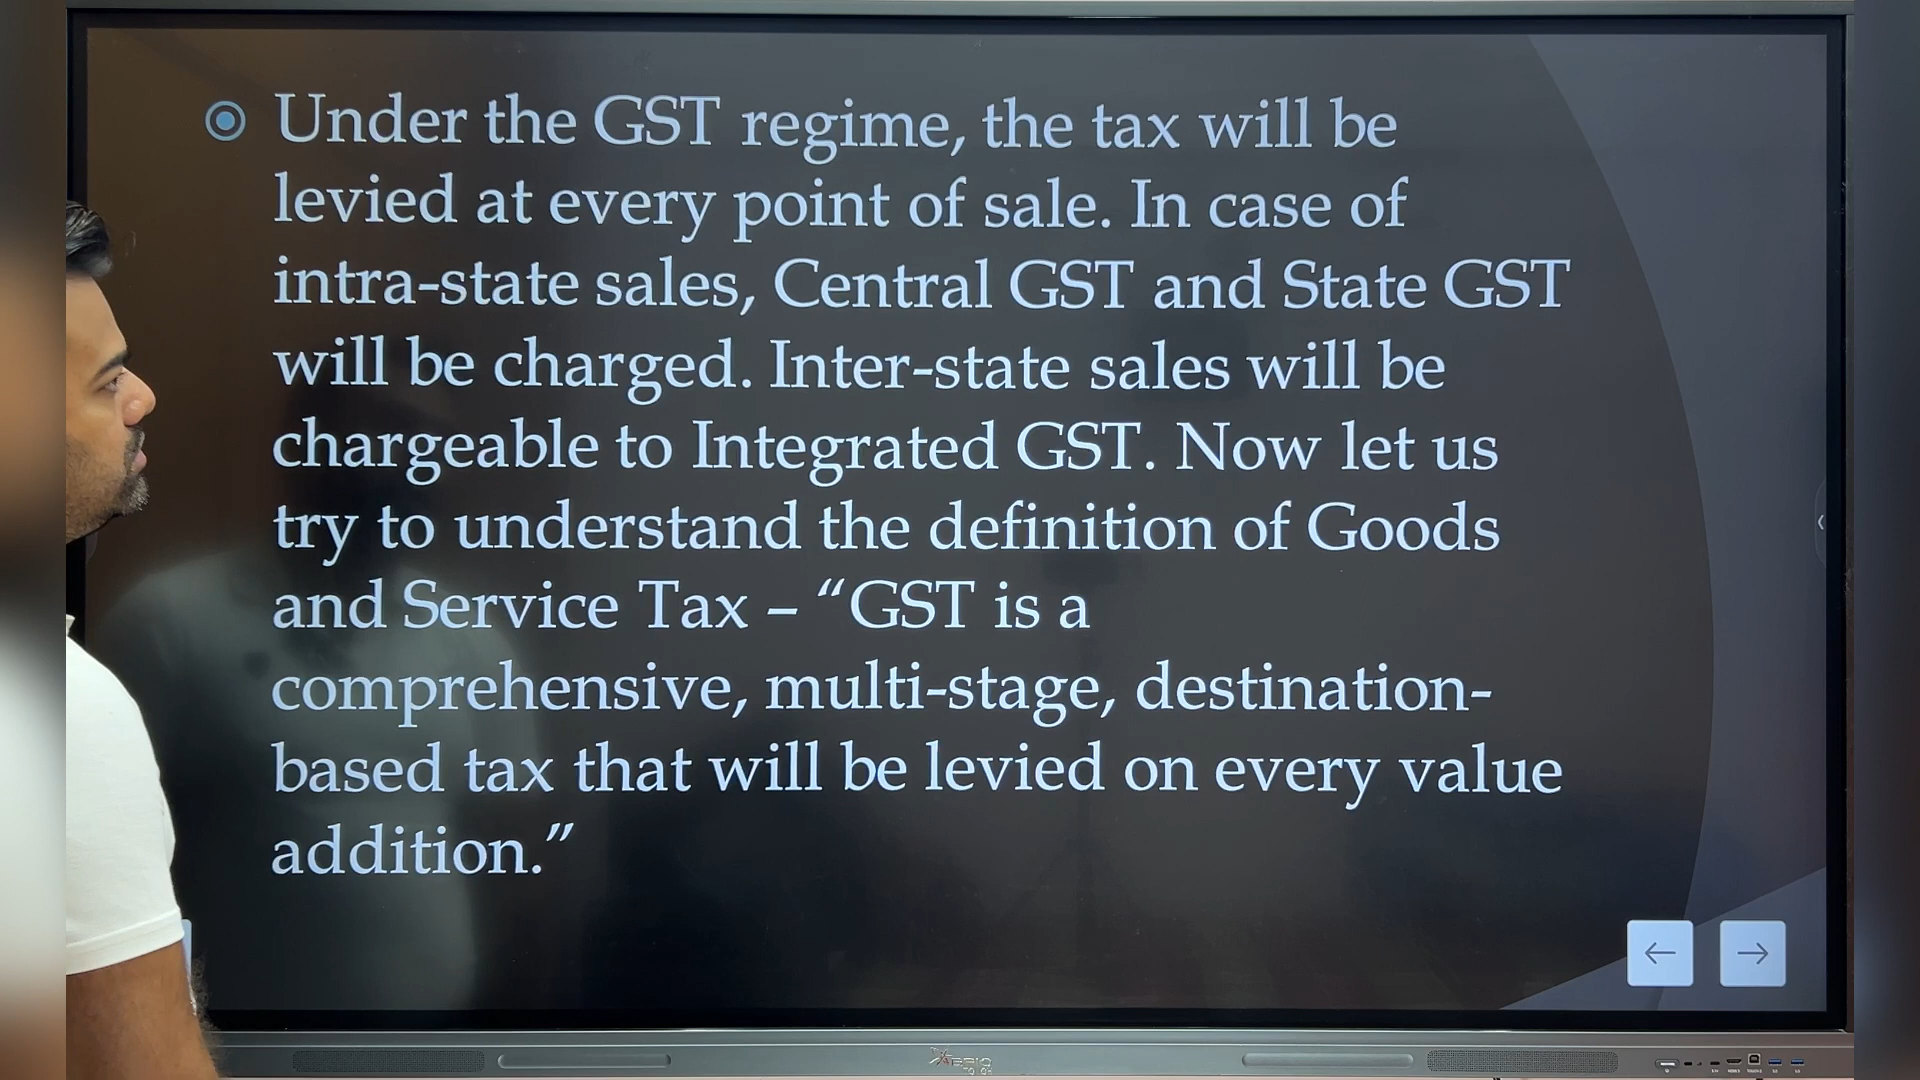 Under the GST regime, the tax will be
levied at every point of sale. In case of
intra-state sales, Central GST and State GST
will be charged. Inter-state sales will be
chargeable to Integrated GST. Now let us
try to understand the definition of Goods
and Service Tax – “GST is a
comprehensive, multi-stage, destination-
based tax that will be levied on every value
addition.”